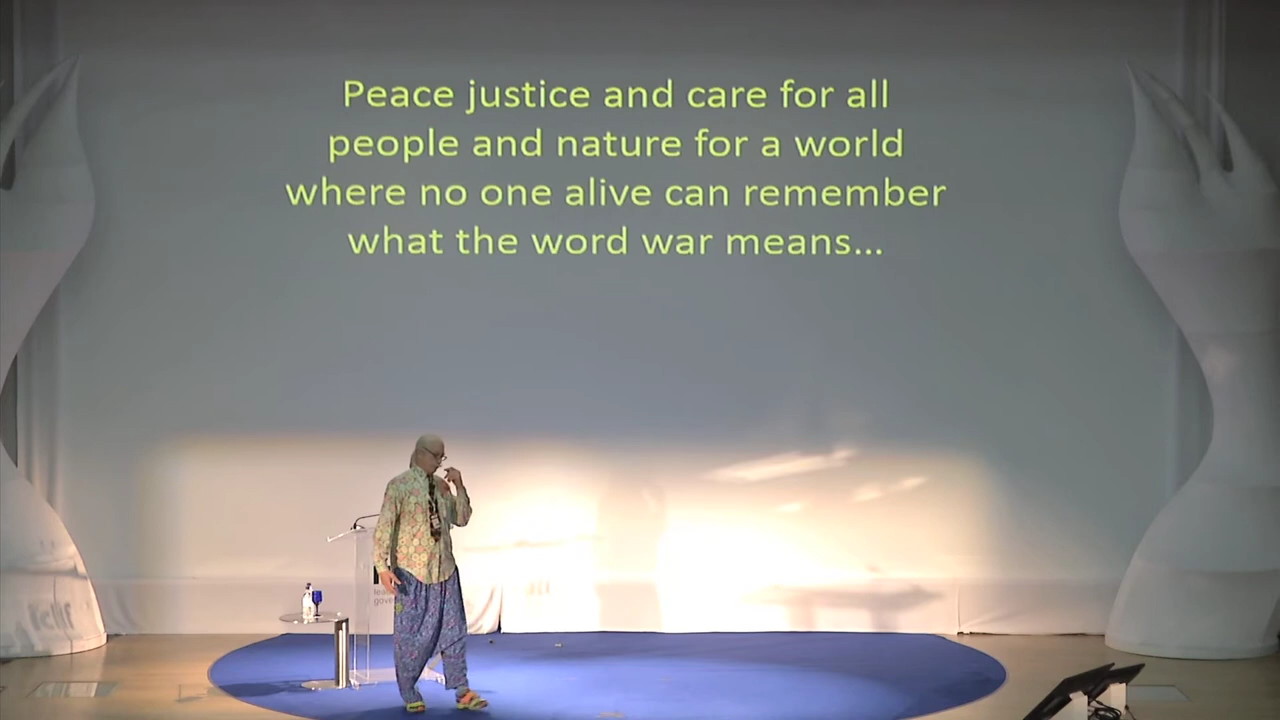 Peace justice and care for all
people and nature for a world
where no one alive can remember
what the word war means...